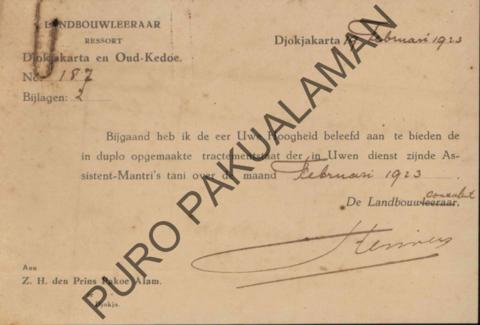 LANDBOUWLEERAAR
RESSORT
Djokjakarta en Oud-Kedoe.
No. 187
Bijlagen: 2
Djokjakarta Februari 1923
Bijgaand heb ik de eer Uwe Hoogheid beleefd aan te bieden de
in duplo opgemaakte tractementstaat der in Uwen dienst zijnde As-
sistent-Mantri's tani over de maand Februari 1923.
consulent
De Landbouwleeraar,
Aan
Z. H. den Prins Pakoe Alam.
Djokja.
PURO PAKUALAMAN